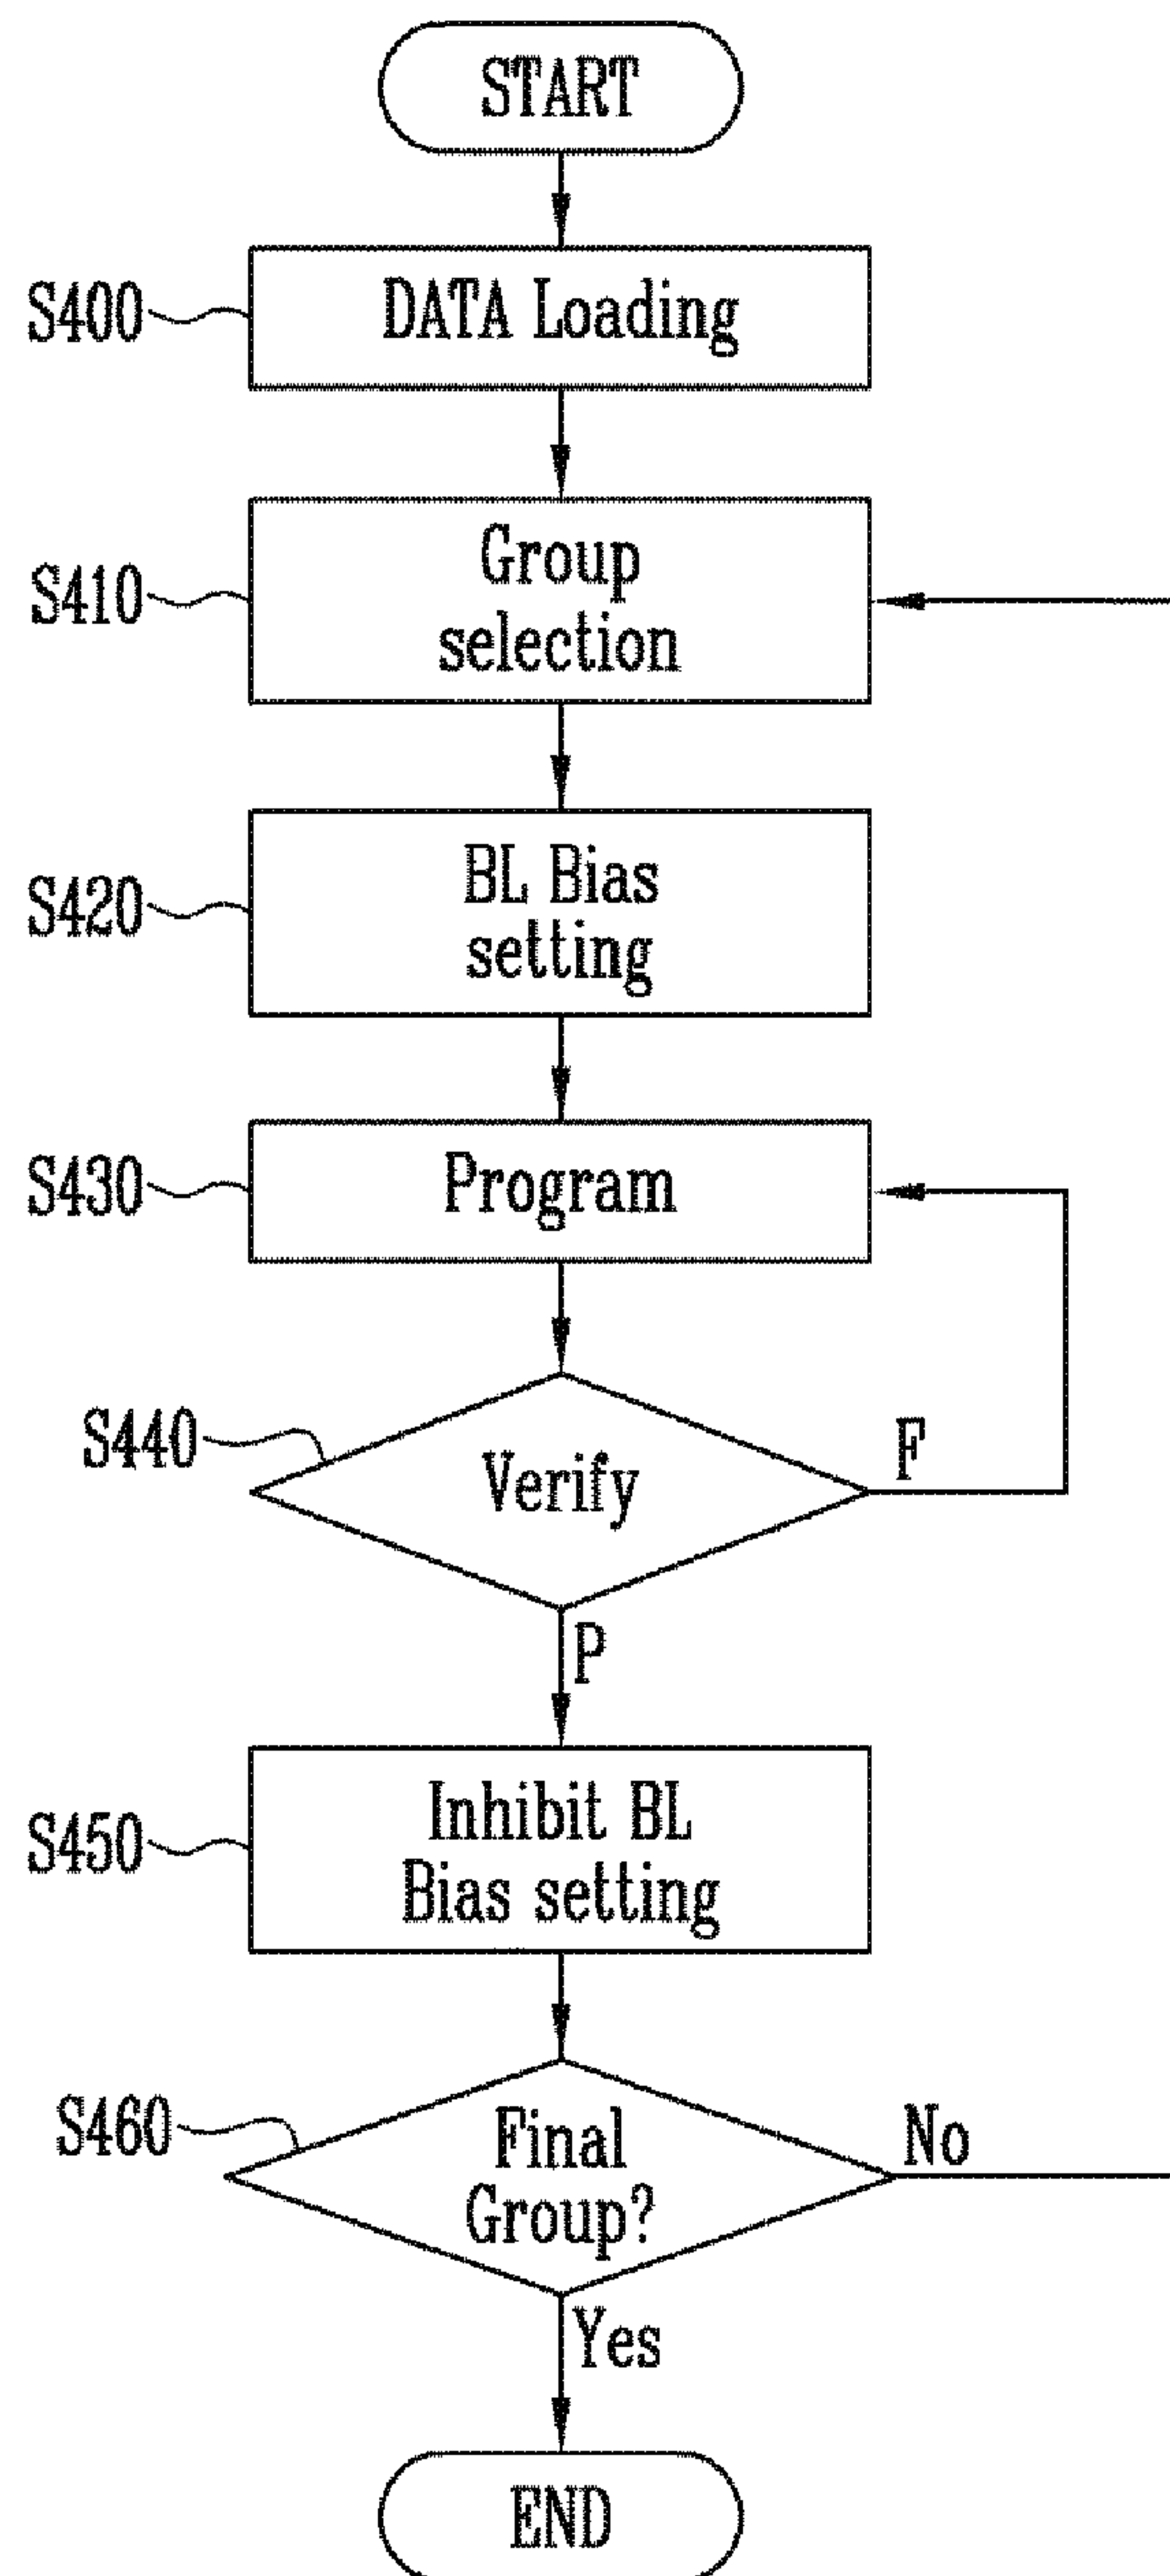 START
S400
DATA Loading
S410
Group
selection
S420
BL Bias
setting
S430
Program
S440
Verify
F
P
S450
Inhibit BL
Bias setting
S460
Final
Group?
No
Yes
END